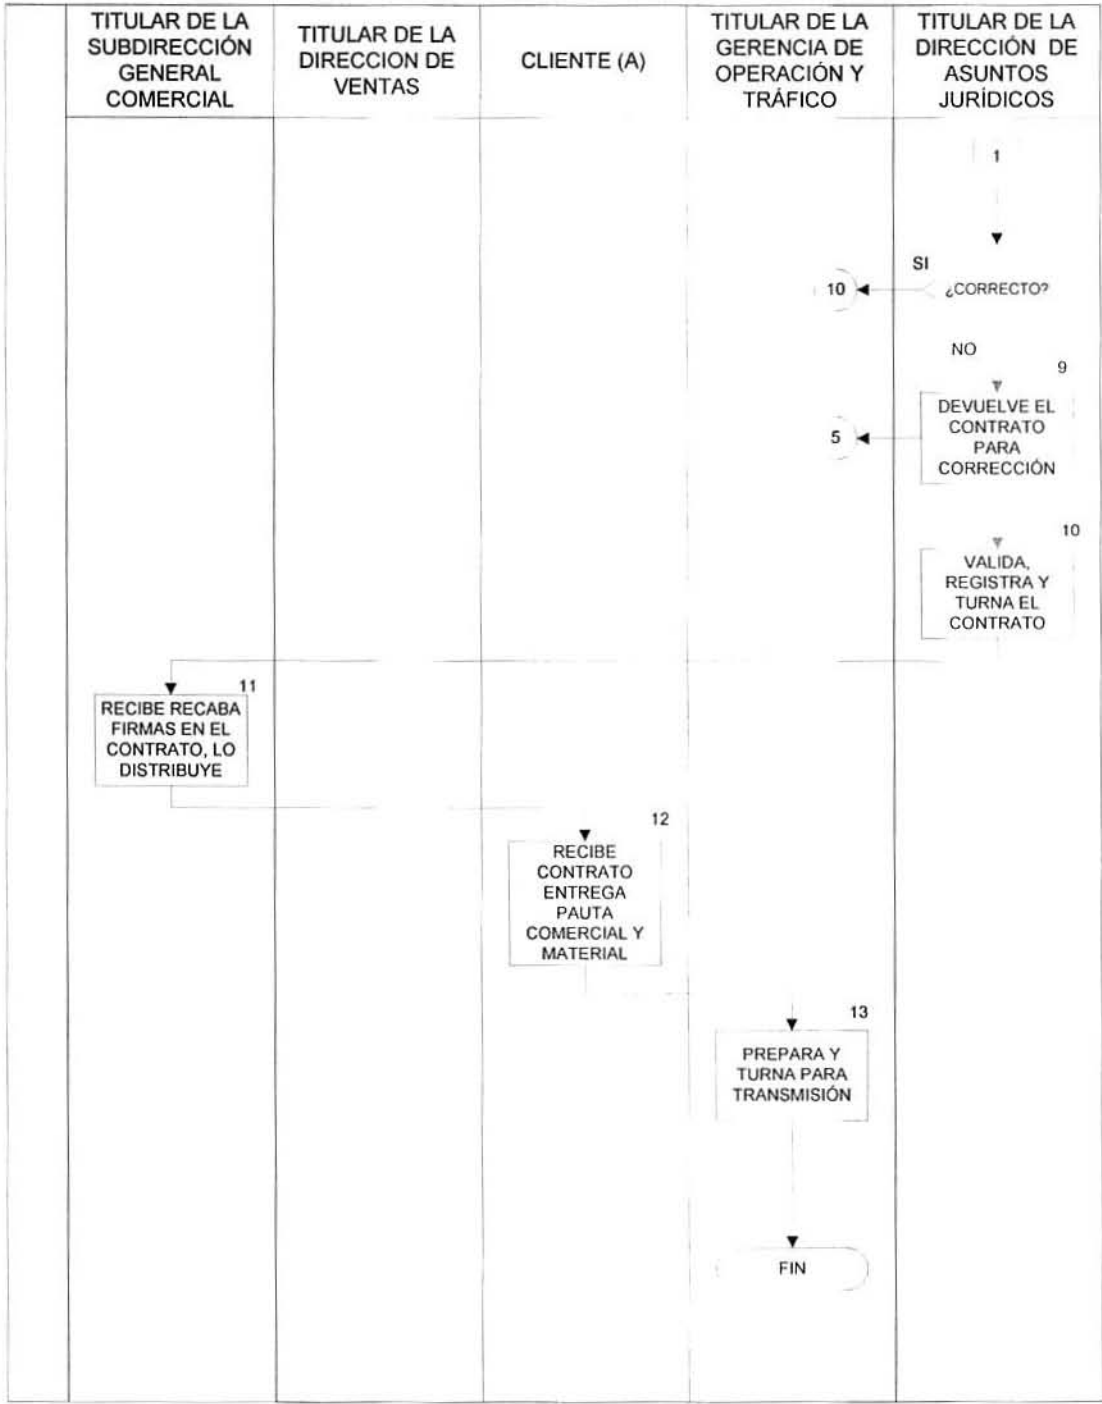 TITULAR DE LA
SUBDIRECCIÓN
GENERAL
COMERCIAL
TITULAR DE LA
DIRECCION DE
VENTAS
CLIENTE (A)
TITULAR DE LA
GERENCIA DE
OPERACIÓN Y
TRÁFICO
TITULAR DE LA
DIRECCIÓN DE
ASUNTOS
JURÍDICOS
1
SI
10
¿CORRECTO?
NO
9
DEVUELVE EL
CONTRATO
PARA
CORRECCIÓN
5
10
VALIDA,
REGISTRA Y
TURNA EL
CONTRATO
11
RECIBE RECABA
FIRMAS EN EL
CONTRATO, LO
DISTRIBUYE
12
RECIBE
CONTRATO
ENTREGA
PAUTA
COMERCIAL Y
MATERIAL
13
PREPARA Y
TURNA PARA
TRANSMISIÓN
FIN